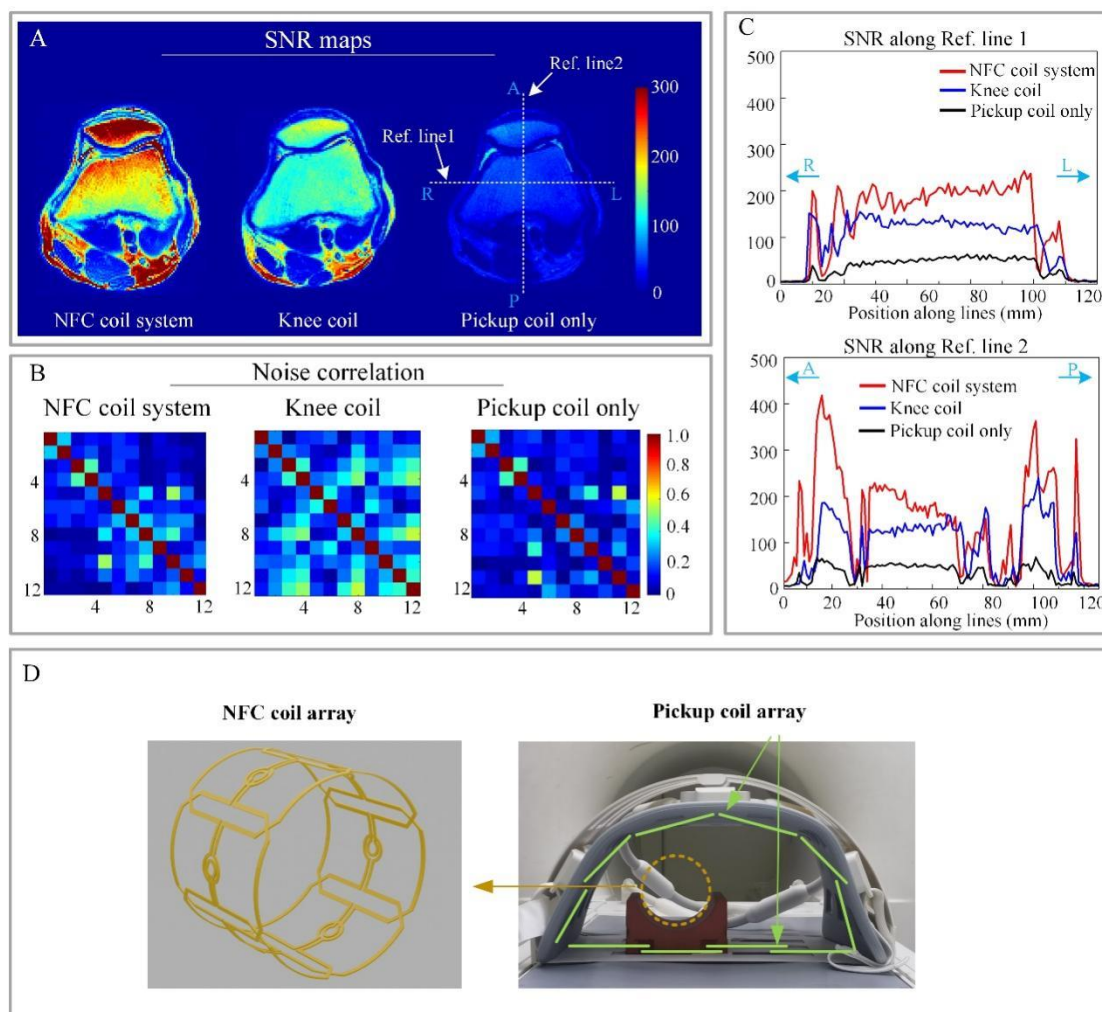 A
SNR maps
Ref. line2
A
300
Ref. line1
200
R
L
100
P
0
NFC coil system
Knee coil
Pickup coil only
B
Noise correlation
NFC coil system
Knee coil
Pickup coil only
1.0
4
4
0.8
0.6
8
8
0.4
0.2
12
12
0
4
8
12
4
8
12
4
8
12
C
SNR along Ref. line 1
500
NFC coil system
400
Knee coil
Pickup coil only
300
200
R
L
100
0
0
20
40
60
80
100
120
Position along lines (mm)
SNR along Ref. line 2
500
A
P
NFC coil system
400
Knee coil
300
Pickup coil only
200
100
0
0
20
40
60
80
100
120
Position along lines (mm)
D
NFC coil array
Pickup coil array